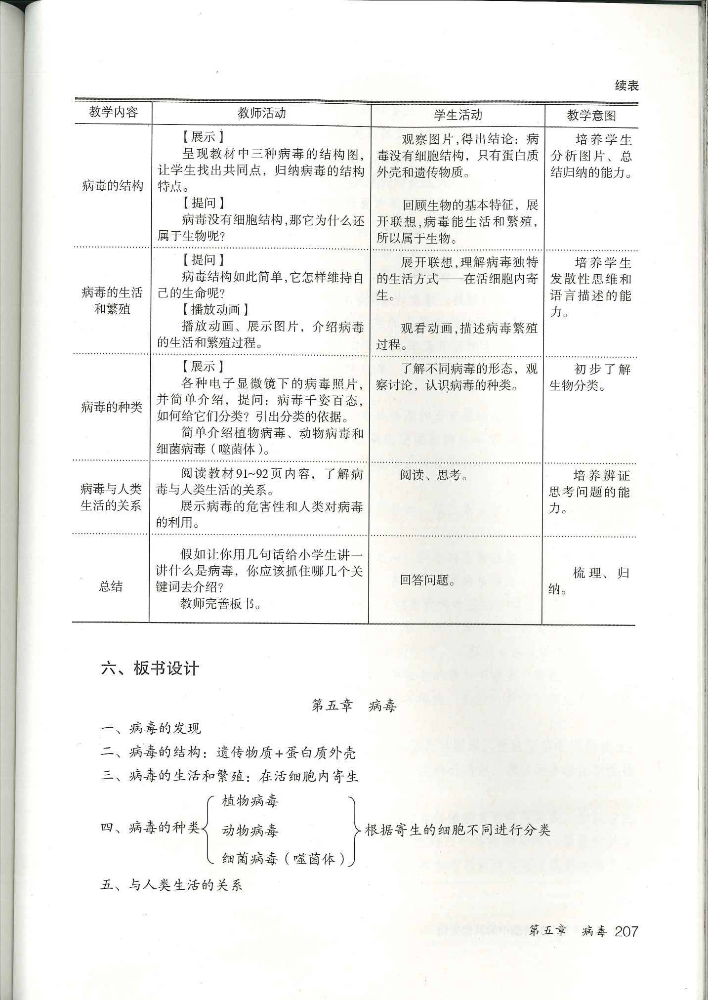 续表
教学内容 教师活动 学生活动 教学意图
病毒的结构
【展示】
呈现教材中三种病毒的结构图，
让学生找出共同点，归纳病毒的结构
特点。
【提问】
病毒没有细胞结构，那它为什么还
属于生物呢？
观察图片，得出结论：病
毒没有细胞结构，只有蛋白质
外壳和遗传物质。
回顾生物的基本特征，展
开联想，病毒能生活和繁殖，
所以属于生物。
培养学生
分析图片、总
结归纳的能力。
病毒的生活
和繁殖
【提问】
病毒结构如此简单，它怎样维持自
己的生命呢？
【播放动画】
播放动画、展示图片，介绍病毒
的生活和繁殖过程。
展开联想，理解病毒独特
的生活方式——在活细胞内寄
生。
观看动画，描述病毒繁殖
过程。
培养学生
发散性思维和
语言描述的能
力。
病毒的种类
【展示】
各种电子显微镜下的病毒照片，
并简单介绍，提问：病毒千姿百态，
如何给它们分类？引出分类的依据。
简单介绍植物病毒、动物病毒和
细菌病毒（噬菌体）。
了解不同病毒的形态，观
察讨论，认识病毒的种类。
初步了解
生物分类。
病毒与人类
生活的关系
阅读教材91~92页内容，了解病
毒与人类生活的关系。
展示病毒的危害性和人类对病毒
的利用。
阅读、思考。
培养辨证
思考问题的能
力。
总结
假如让你用几句话给小学生讲一
讲什么是病毒，你应该抓住哪几个关
键词去介绍？
教师完善板书。
回答问题。
梳理、归
纳。
六、板书设计
第五章 病毒
一、病毒的发现
二、病毒的结构：遗传物质+蛋白质外壳
三、病毒的生活和繁殖：在活细胞内寄生
四、病毒的种类
植物病毒
动物病毒
细菌病毒（噬菌体）
根据寄生的细胞不同进行分类
五、与人类生活的关系
第五章 病毒 207